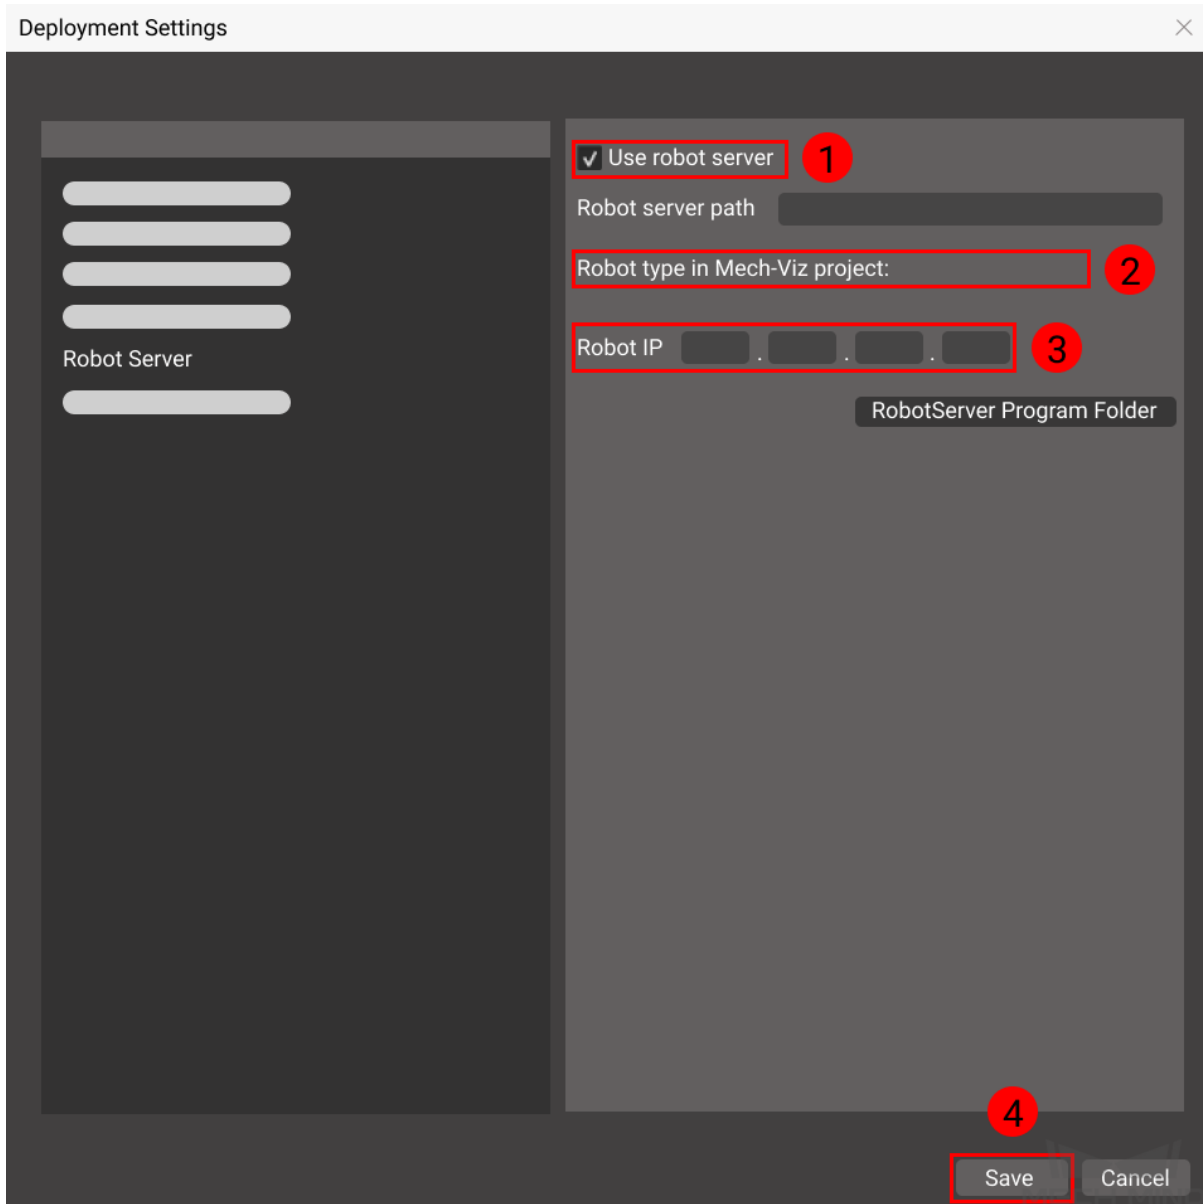 Deployment Settings
Robot Server
Use robot server
1
Robot server path
Robot type in Mech-Viz project:
2
Robot IP . . .
3
RobotServer Program Folder
4
Save
Cancel